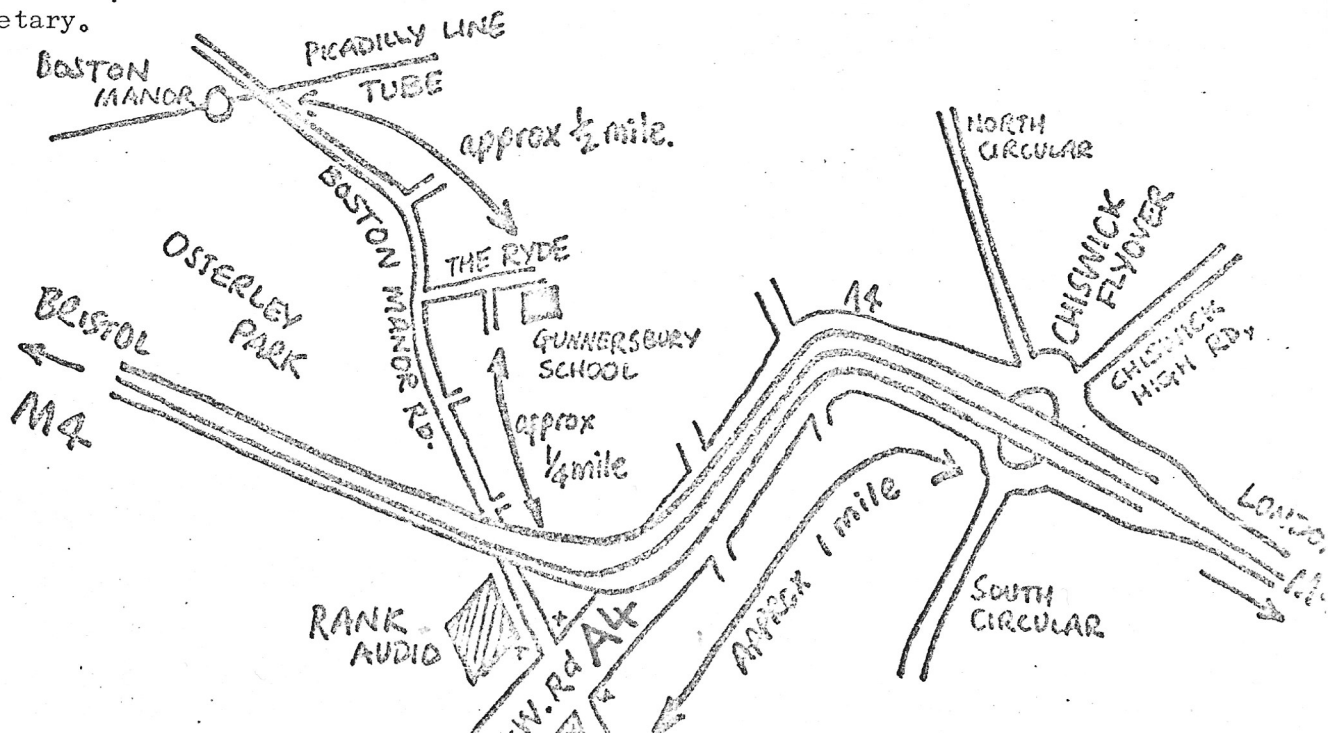 etary.
PICADILLY LINE
TUBE
BOSTON
MANOR
approx ½ mile.
NORTH
CIRCULAR
CHISWICK
FLYOVER
BOSTON MANOR RD.
THE RYDE
OSTERLEY
PARK
BRISTOL
M4
A4
GUNNERSBURY
SCHOOL
CHISWICK
HIGH RD,
approx
¼ mile
APPROX 1 mile
SOUTH
CIRCULAR
RANK
AUDIO
W. Rd A4